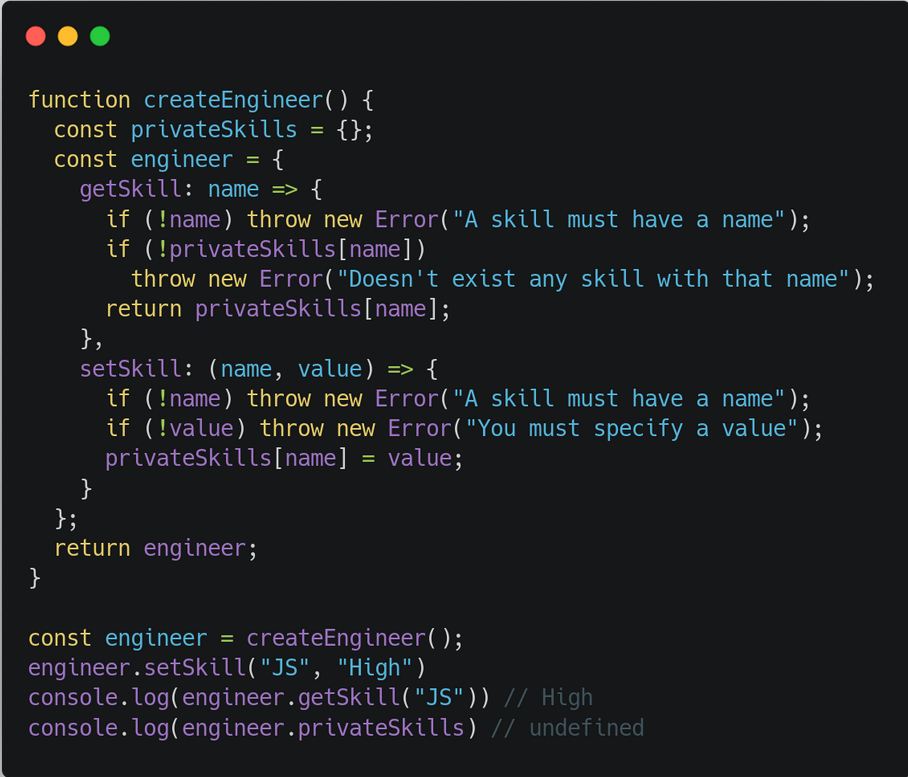 function createEngineer() {
  const privateSkills = {};
  const engineer = {
    getSkill: name => {
      if (!name) throw new Error("A skill must have a name");
      if (!privateSkills[name])
        throw new Error("Doesn't exist any skill with that name");
      return privateSkills[name];
    },
    setSkill: (name, value) => {
      if (!name) throw new Error("A skill must have a name");
      if (!value) throw new Error("You must specify a value");
      privateSkills[name] = value;
    }
  };
  return engineer;
}

const engineer = createEngineer();
engineer.setSkill("JS", "High")
console.log(engineer.getSkill("JS")) // High
console.log(engineer.privateSkills) // undefined